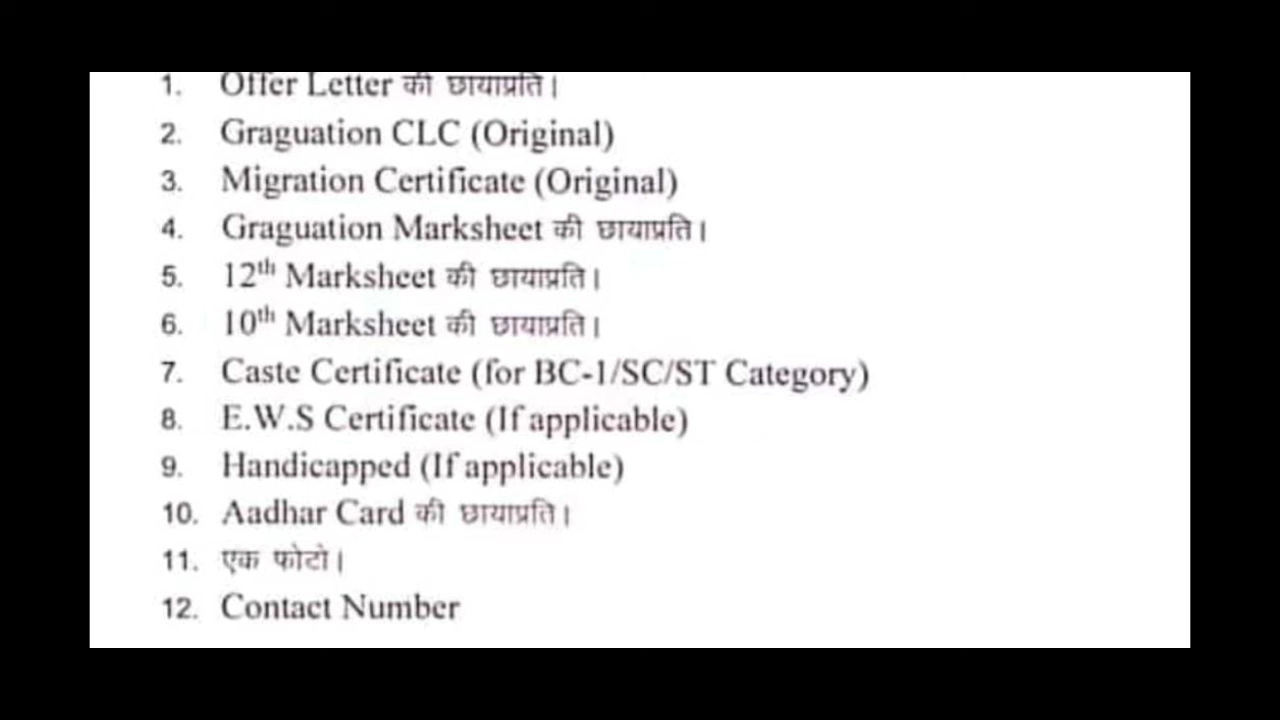 1. Offer Letter की छायाप्रति।
2. Graguation CLC (Original)
3. Migration Certificate (Original)
4. Graguation Marksheet की छायाप्रति।
5. 12th Marksheet की छायाप्रति।
6. 10th Marksheet की छायाप्रति।
7. Caste Certificate (for BC-1/SC/ST Category)
8. E.W.S Certificate (If applicable)
9. Handicapped (If applicable)
10. Aadhar Card की छायाप्रति।
11. एक फोटो।
12. Contact Number